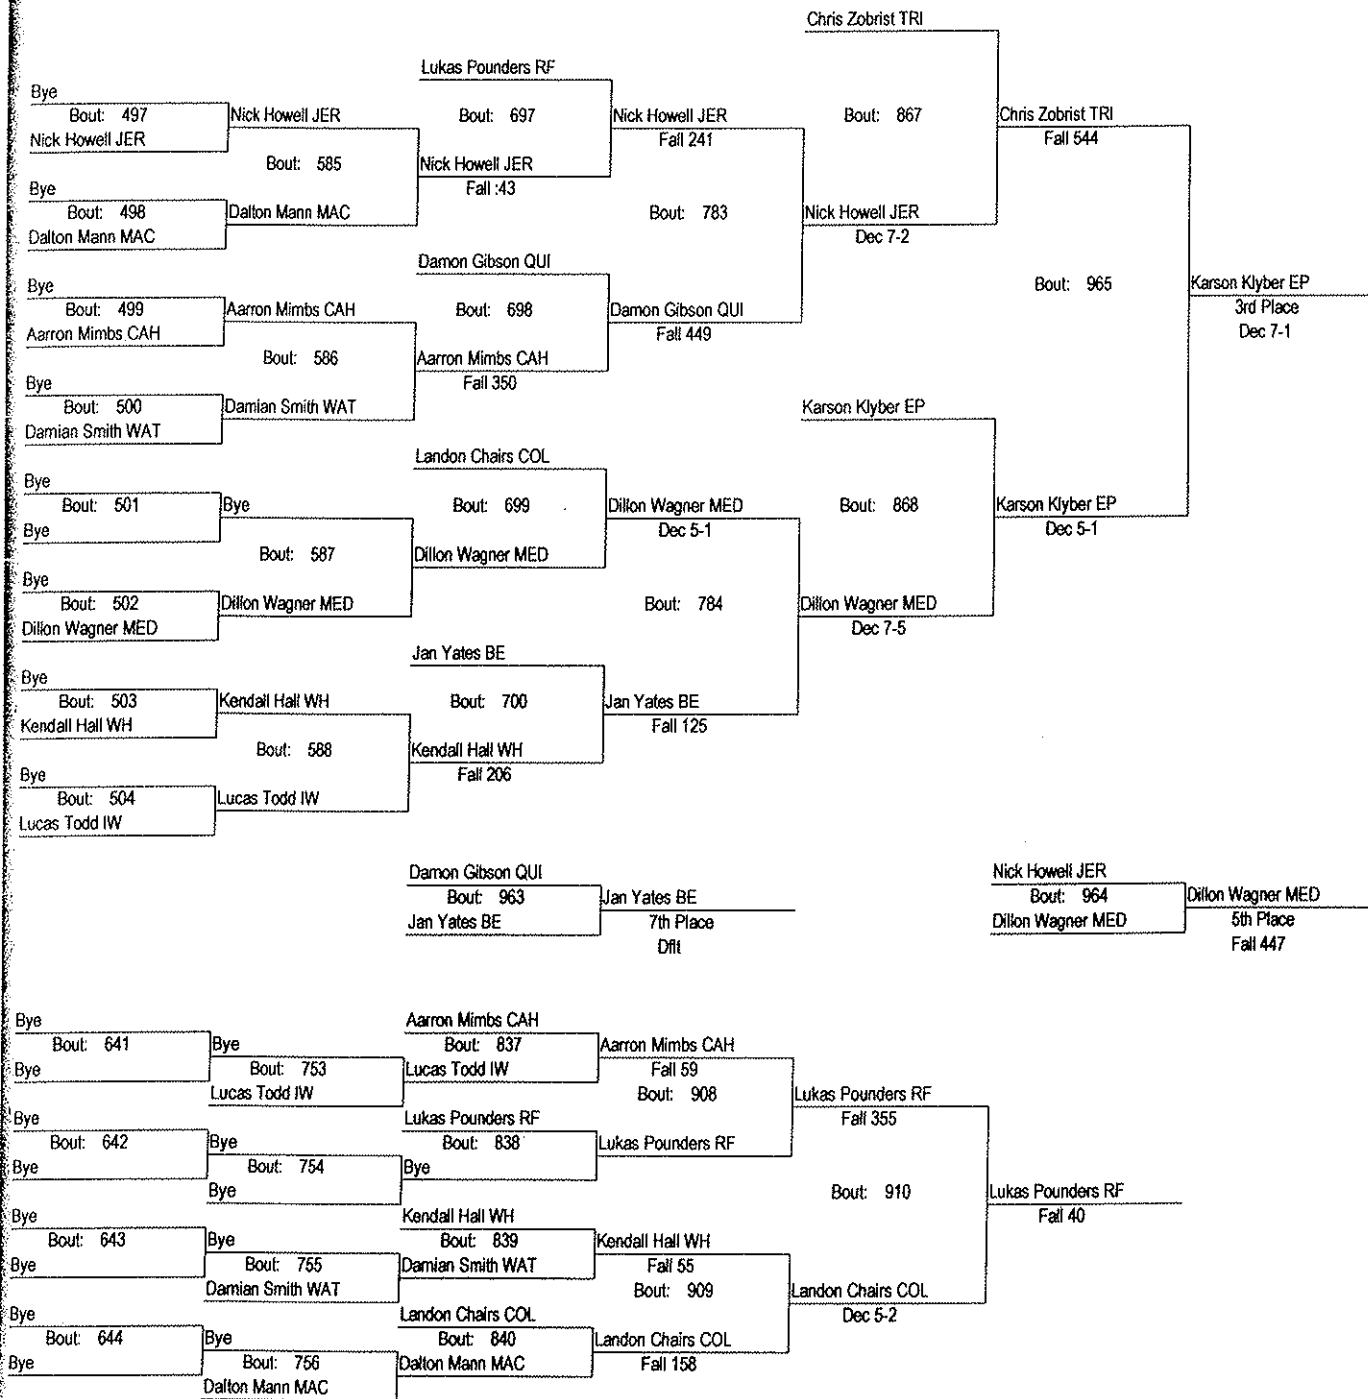 Chris Zobrist TRI
Lukas Pounders RF
Bye
Bout: 497
Nick Howell JER
Nick Howell JER
Bout: 697
Nick Howell JER
Fall 241
Bout: 867
Chris Zobrist TRI
Fall 544
Bout: 585
Nick Howell JER
Fall :43
Bye
Bout: 498
Dalton Mann MAC
Dalton Mann MAC
Bout: 783
Nick Howell JER
Dec 7-2
Damon Gibson QUI
Bye
Bout: 499
Aarron Mimbs CAH
Aarron Mimbs CAH
Bout: 698
Damon Gibson QUI
Fall 449
Bout: 965
Karson Klyber EP
3rd Place
Dec 7-1
Bout: 586
Aarron Mimbs CAH
Fall 350
Bye
Bout: 500
Damian Smith WAT
Damian Smith WAT
Karson Klyber EP
Landon Chairs COL
Bye
Bout: 501
Bye
Bye
Bout: 699
Dillon Wagner MED
Dec 5-1
Bout: 868
Karson Klyber EP
Dec 5-1
Bout: 587
Dillon Wagner MED
Bye
Bout: 502
Dillon Wagner MED
Dillon Wagner MED
Bout: 784
Dillon Wagner MED
Dec 7-5
Jan Yates BE
Bye
Bout: 503
Kendall Hall WH
Kendall Hall WH
Bout: 700
Jan Yates BE
Fall 125
Bout: 588
Kendall Hall WH
Fall 206
Bye
Bout: 504
Lucas Todd IW
Lucas Todd IW
Damon Gibson QUI
Bout: 963
Jan Yates BE
Jan Yates BE
7th Place
Dflt
Nick Howell JER
Bout: 964
Dillon Wagner MED
Dillon Wagner MED
5th Place
Fall 447
Bye
Bout: 641
Bye
Bye
Bout: 753
Lucas Todd IW
Aarron Mimbs CAH
Bout: 837
Lucas Todd IW
Aarron Mimbs CAH
Fall 59
Bout: 908
Lukas Pounders RF
Fall 355
Bye
Bout: 642
Bye
Bye
Bout: 754
Bye
Lukas Pounders RF
Bout: 838
Bye
Lukas Pounders RF
Bout: 910
Lukas Pounders RF
Fall 40
Bye
Bout: 643
Bye
Bye
Bout: 755
Damian Smith WAT
Kendall Hall WH
Bout: 839
Damian Smith WAT
Kendall Hall WH
Fall 55
Bout: 909
Landon Chairs COL
Dec 5-2
Bye
Bout: 644
Bye
Bye
Bout: 756
Dalton Mann MAC
Landon Chairs COL
Bout: 840
Dalton Mann MAC
Landon Chairs COL
Fall 158